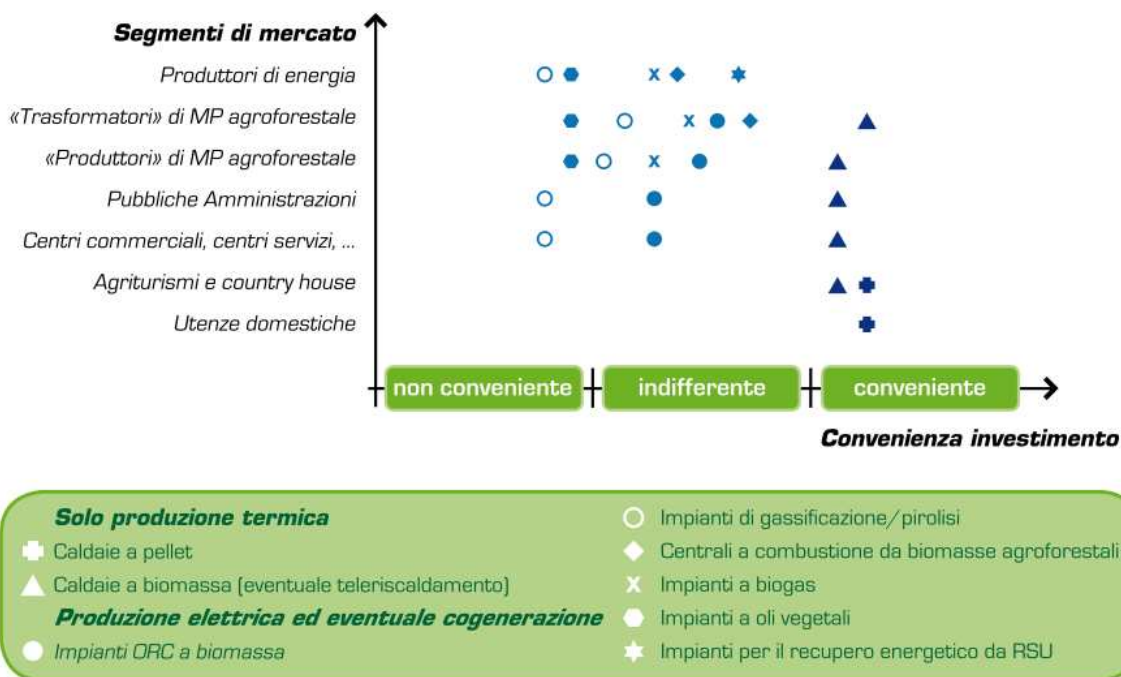 Segmenti di mercato
Produttori di energia
«Trasformatori» di MP agroforestale
«Produttori» di MP agroforestale
Pubbliche Amministrazioni
Centri commerciali, centri servizi, ...
Agriturismi e country house
Utenze domestiche
non conveniente
indifferente
conveniente
Convenienza investimento
Solo produzione termica
Caldaie a pellet
Caldaie a biomassa (eventuale teleriscaldamento)
Produzione elettrica ed eventuale cogenerazione
Impianti ORC a biomassa
Impianti di gassificazione/pirolisi
Centrali a combustione da biomasse agroforestali
Impianti a biogas
Impianti a oli vegetali
Impianti per il recupero energetico da RSU